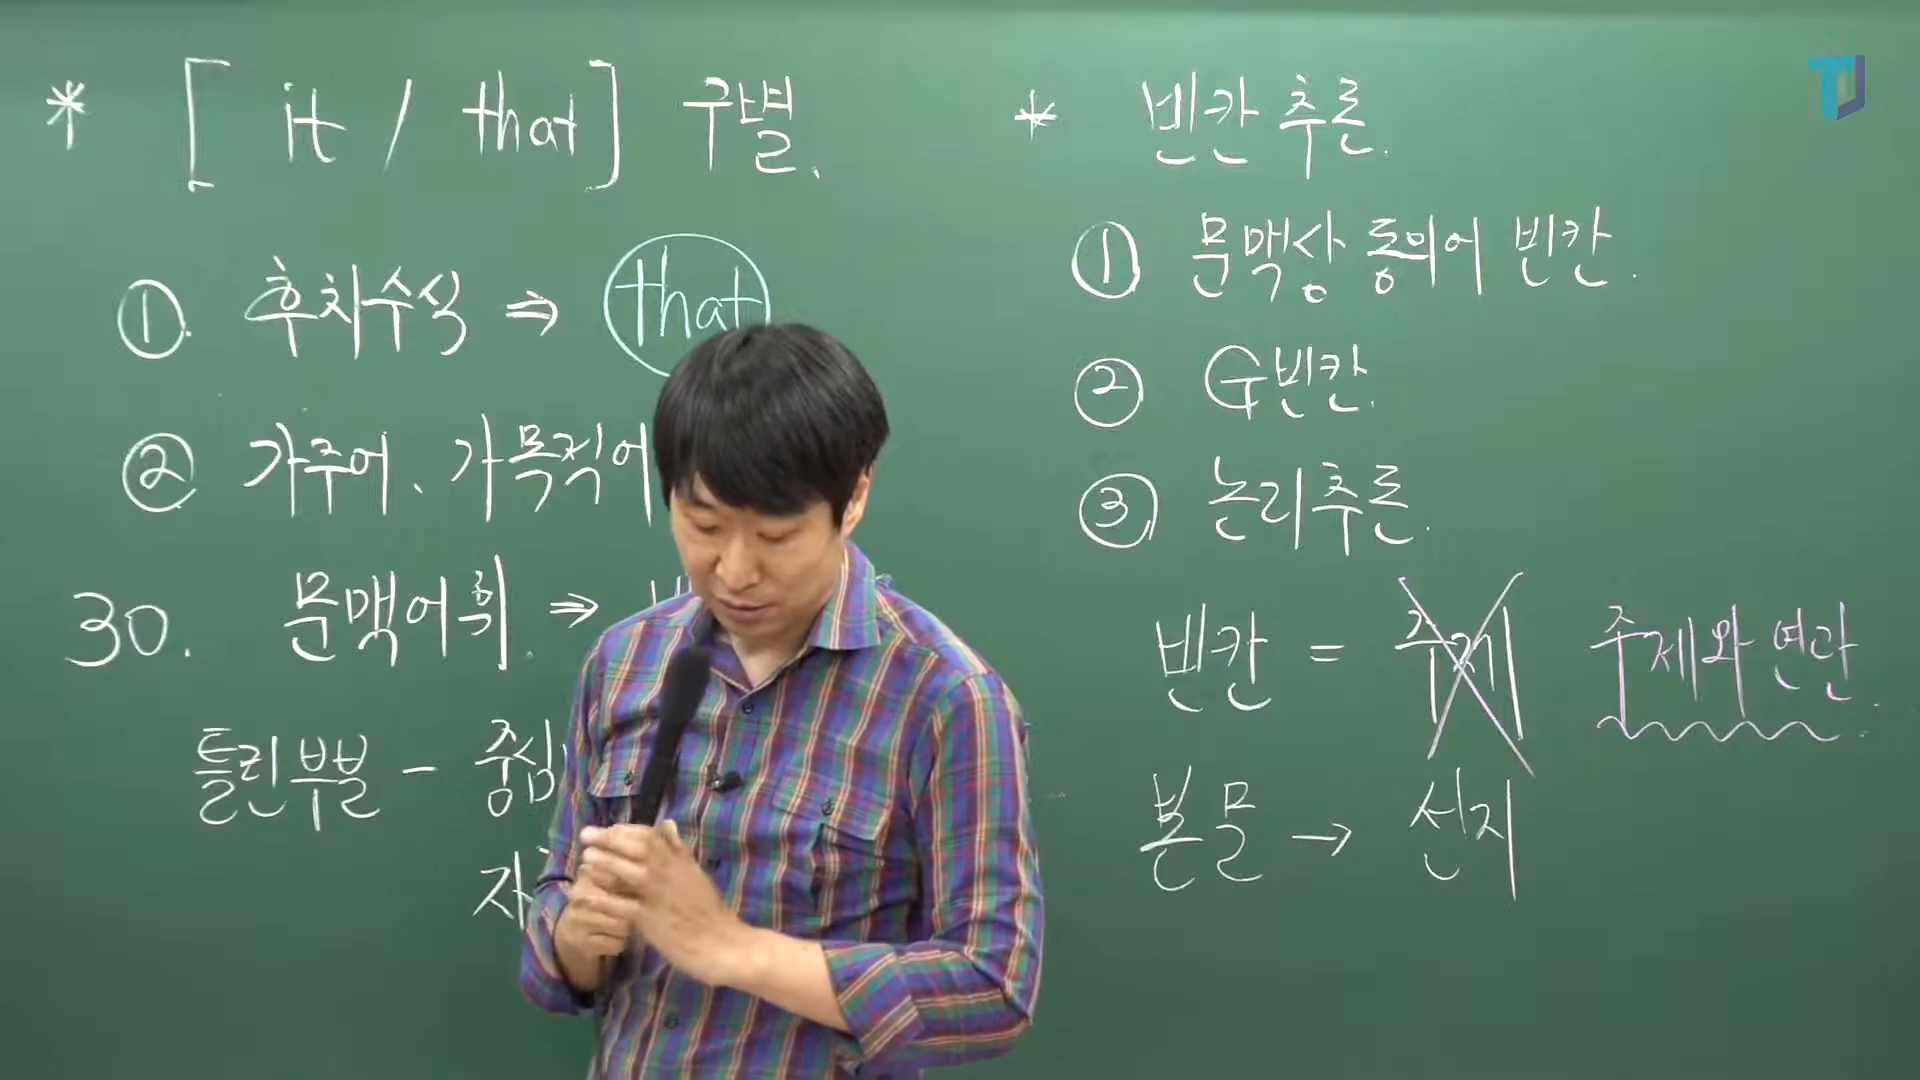 * [ it / that ] 구별.
① 후치수식 ⇒ that
② 가주어, 가목적어
30. 문맥어휘 ⇒
틀린부분 - 중심
* 빈칸 추론.
① 문맥상 동의어 빈칸.
② G빈칸.
③ 논리추론.
빈칸 = 주제 주제와 연관.
본문 → 선지